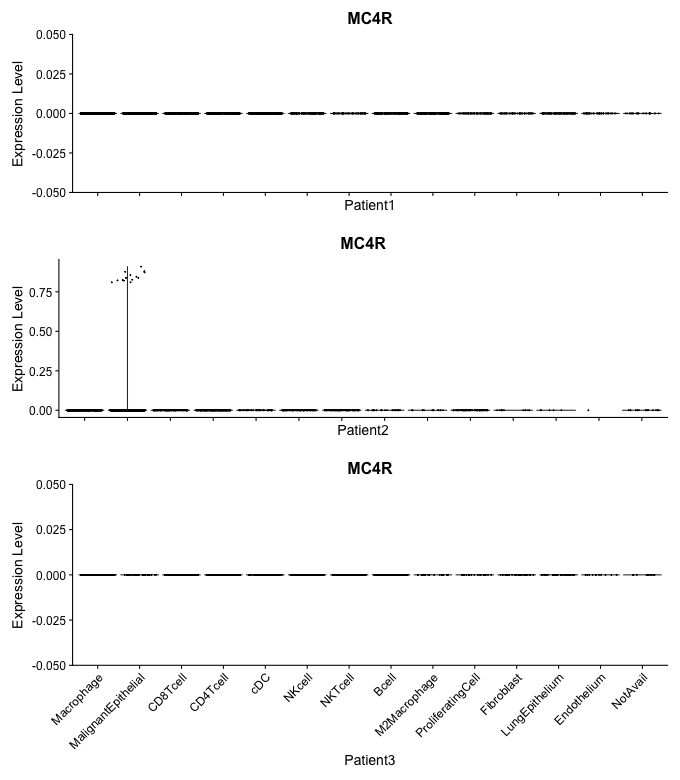 MC4R
0.050
0.025
0.000
-0.025
-0.050
Expression Level
Patient1
MC4R
0.75
0.50
0.25
0.00
Expression Level
Patient2
MC4R
0.050
0.025
0.000
-0.025
-0.050
Expression Level
Macrophage
MalignantEpithelial
CD8Tcell
CD4Tcell
cDC
NKcell
NKTcell
Bcell
M2Macrophage
ProliferatingCell
Fibroblast
LungEpithelium
Endothelium
NotAvail
Patient3